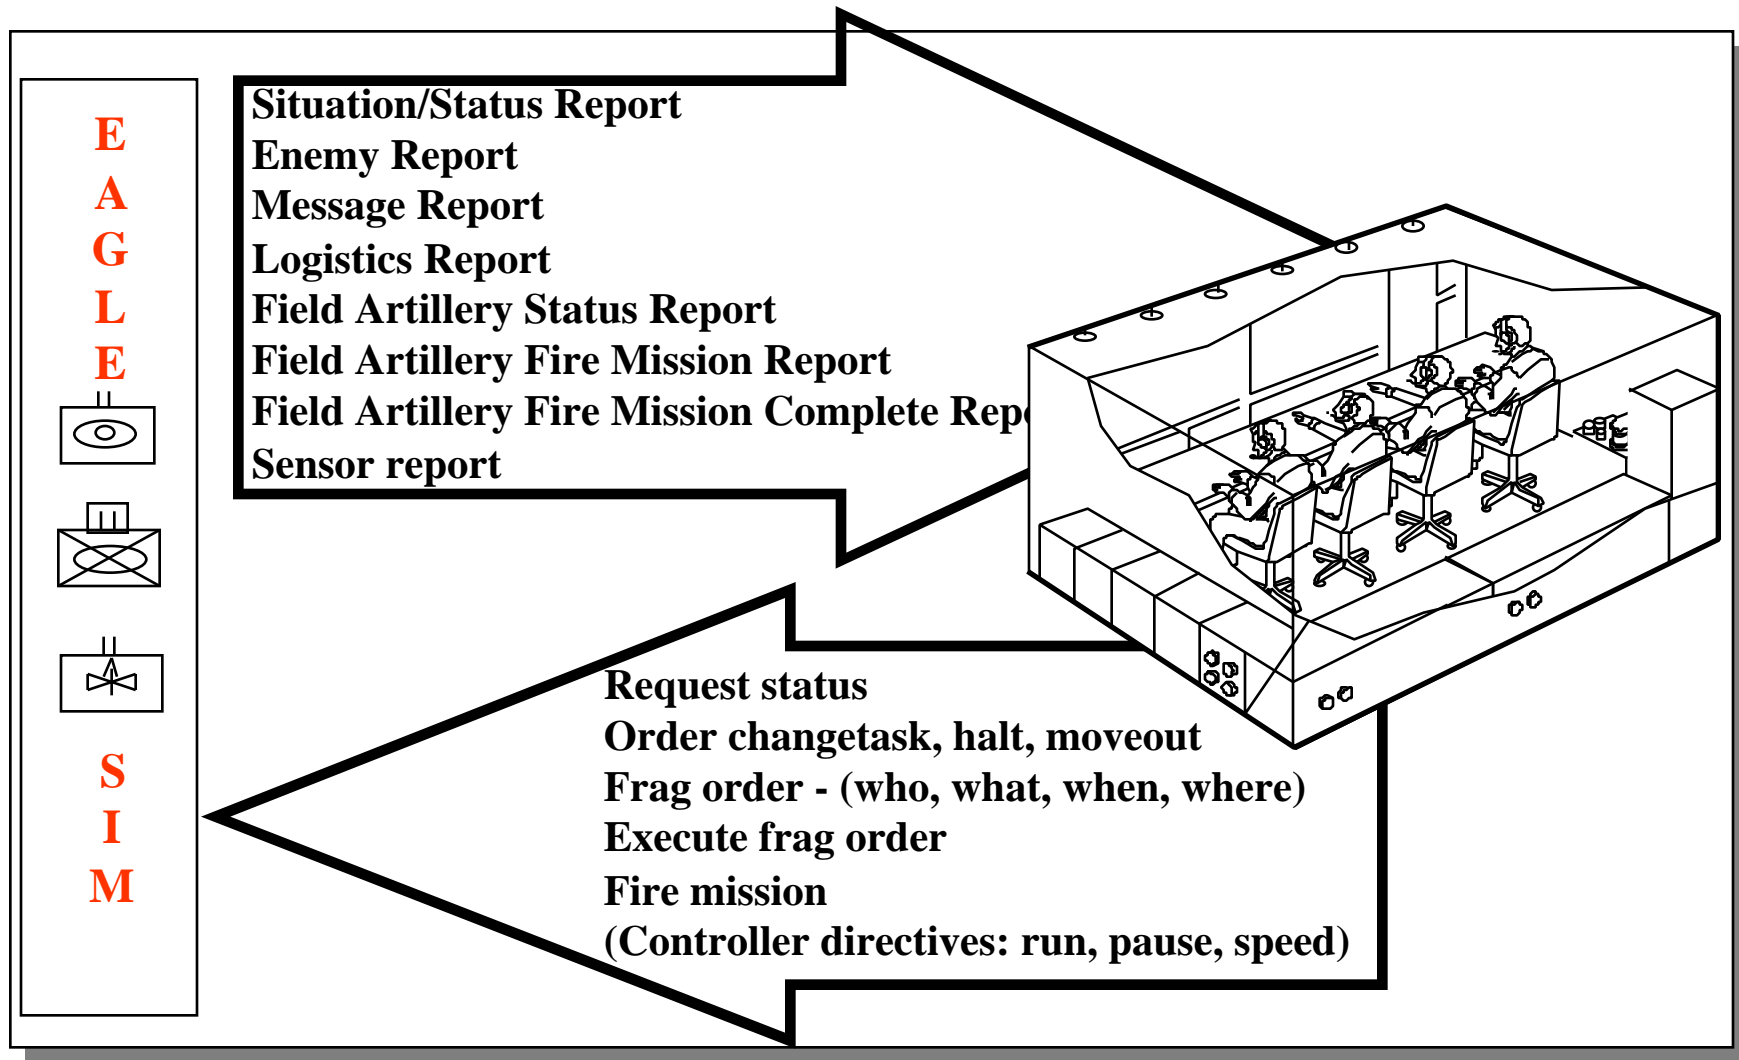 E
A
G
L
E
S
I
M
Situation/Status Report
Enemy Report
Message Report
Logistics Report
Field Artillery Status Report
Field Artillery Fire Mission Report
Field Artillery Fire Mission Complete Repo
Sensor report
Request status
Order changetask, halt, moveout
Frag order - (who, what, when, where)
Execute frag order
Fire mission
(Controller directives: run, pause, speed)